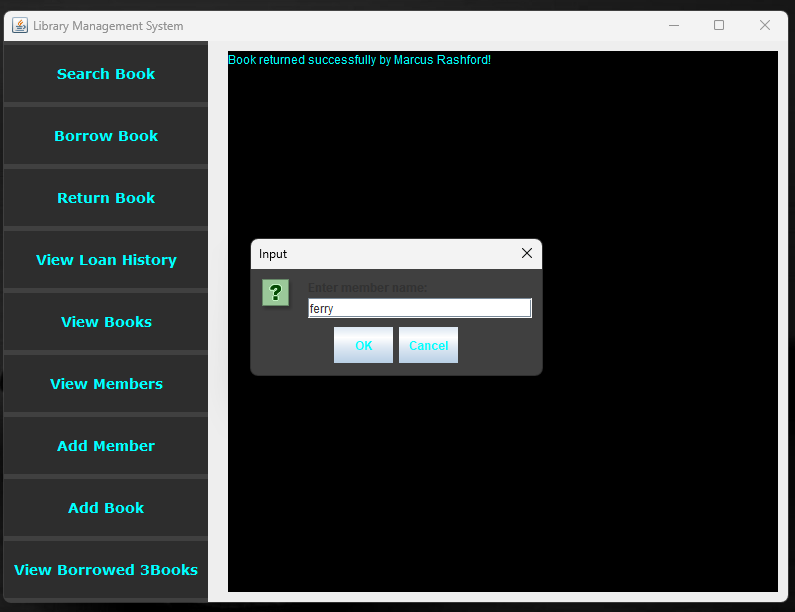 Library Management System
Search Book
Borrow Book
Return Book
View Loan History
View Books
View Members
Add Member
Add Book
View Borrowed 3Books
Book returned successfully by Marcus Rashford!
Input
?
Enter member name:
ferry
OK
Cancel